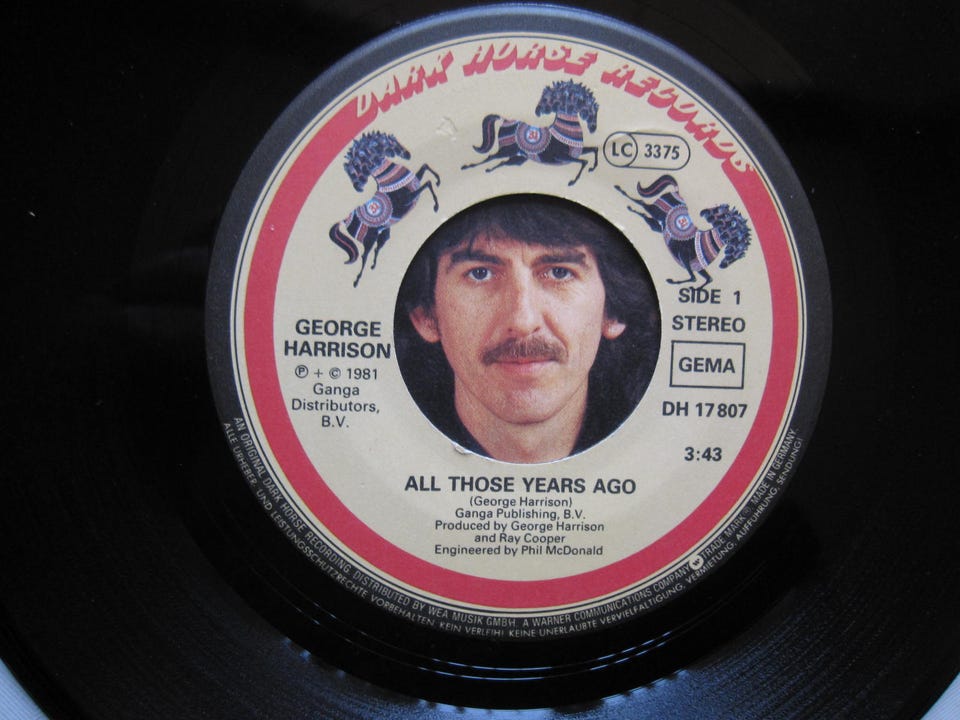 DARK HORSE RECORDS
LC 3375
SIDE 1
STEREO
GEMA
DH 17 807
3:43
GEORGE
HARRISON
℗ + © 1981
Ganga
Distributors,
B.V.
ALL THOSE YEARS AGO
(George Harrison)
Ganga Publishing, B.V.
Produced by George Harrison
and Ray Cooper
Engineered by Phil McDonald
AN ORIGINAL DARK HORSE RECORDING. DISTRIBUTED BY WEA MUSIK GMBH. A WARNER COMMUNICATIONS COMPANY TRADE MARK MADE IN GERMANY.
ALLE URHEBER- UND LEISTUNGSSCHUTZRECHTE VORBEHALTEN. KEIN VERLEIH! KEINE UNERLAUBTE VERVIELFÄLTIGUNG, VERMIETUNG, AUFFÜHRUNG, SENDUNG!